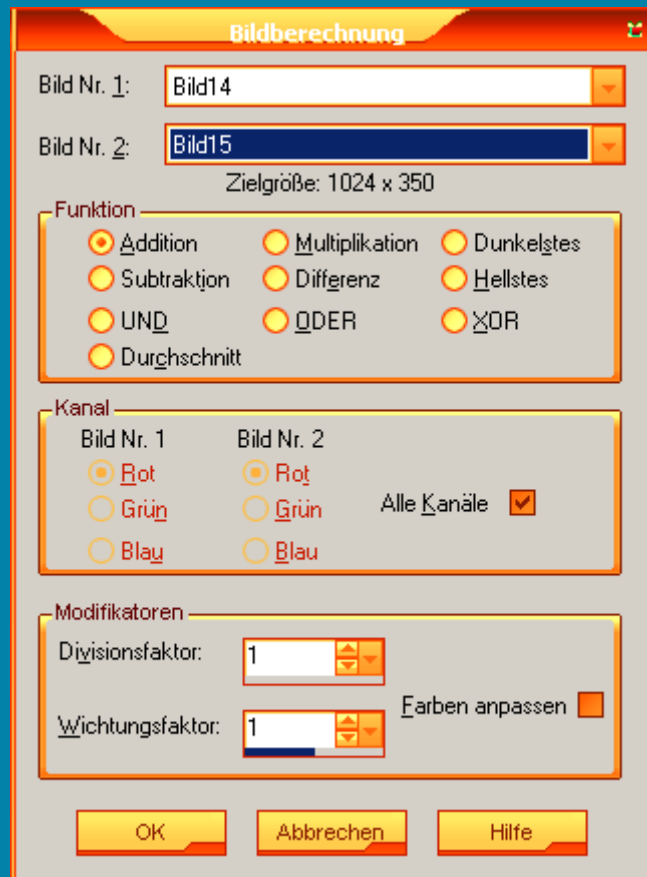 Bildberechnung
Bild Nr. 1: Bild14
Bild Nr. 2: Bild15
Zielgröße: 1024 x 350
Funktion
Addition Multiplikation Dunkelstes
Subtraktion Differenz Hellstes
UND ODER XOR
Durchschnitt
Kanal
Bild Nr. 1 Bild Nr. 2
Rot Rot
Grün Grün Alle Kanäle
Blau Blau
Modifikatoren
Divisionsfaktor: 1
Farben anpassen
Wichtungsfaktor: 1
OK Abbrechen Hilfe